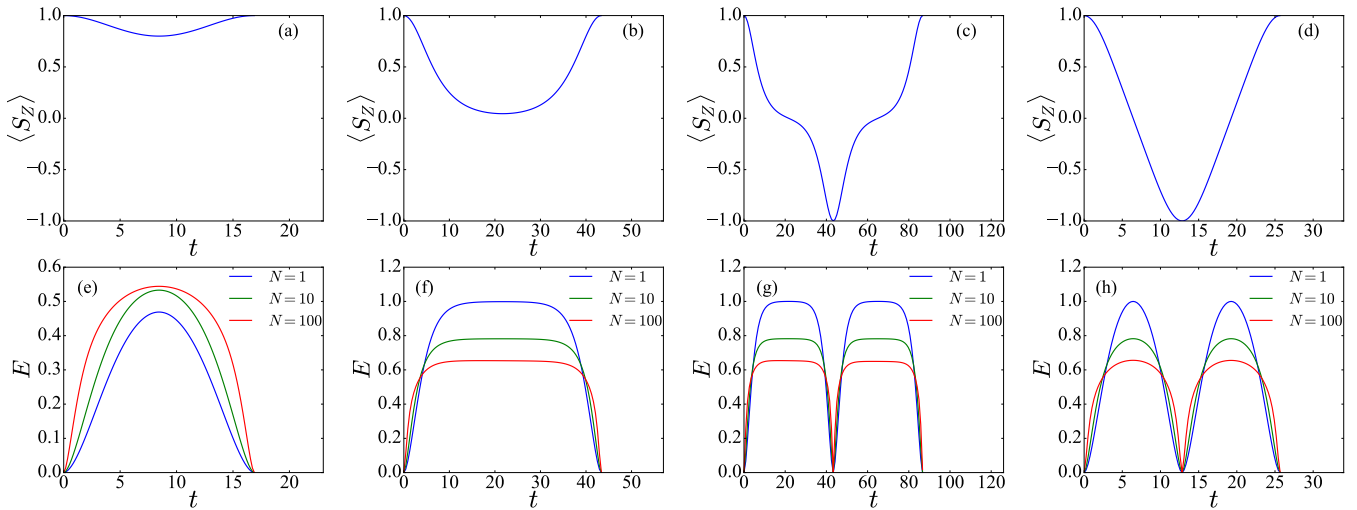 (a)
1.0
0.5
0.0
−0.5
−1.0
⟨S_Z⟩
0 5 10 15 20
t
(b)
1.0
0.5
0.0
−0.5
−1.0
⟨S_Z⟩
0 10 20 30 40 50
t
(c)
1.0
0.5
0.0
−0.5
−1.0
⟨S_Z⟩
0 20 40 60 80 100 120
t
(d)
1.0
0.5
0.0
−0.5
−1.0
⟨S_Z⟩
0 5 10 15 20 25 30
t
(e)
N = 1
N = 10
N = 100
0.6
0.5
0.4
0.3
0.2
0.1
0.0
E
0 5 10 15 20
t
(f)
N = 1
N = 10
N = 100
1.2
1.0
0.8
0.6
0.4
0.2
0.0
E
0 10 20 30 40 50
t
(g)
N = 1
N = 10
N = 100
1.2
1.0
0.8
0.6
0.4
0.2
0.0
E
0 20 40 60 80 100 120
t
(h)
N = 1
N = 10
N = 100
1.2
1.0
0.8
0.6
0.4
0.2
0.0
E
0 5 10 15 20 25 30
t